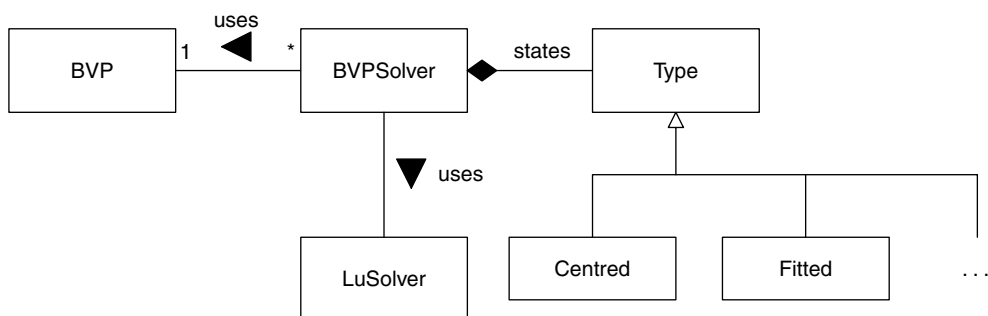 uses
1
*
BVP
BVPSolver
states
Type
uses
LuSolver
Centred
Fitted
...